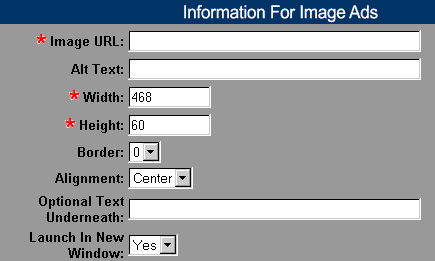 Information For Image Ads
* Image URL:
Alt Text:
* Width: 468
* Height: 60
Border: 0
Alignment: Center
Optional Text
Underneath:
Launch In New
Window: Yes